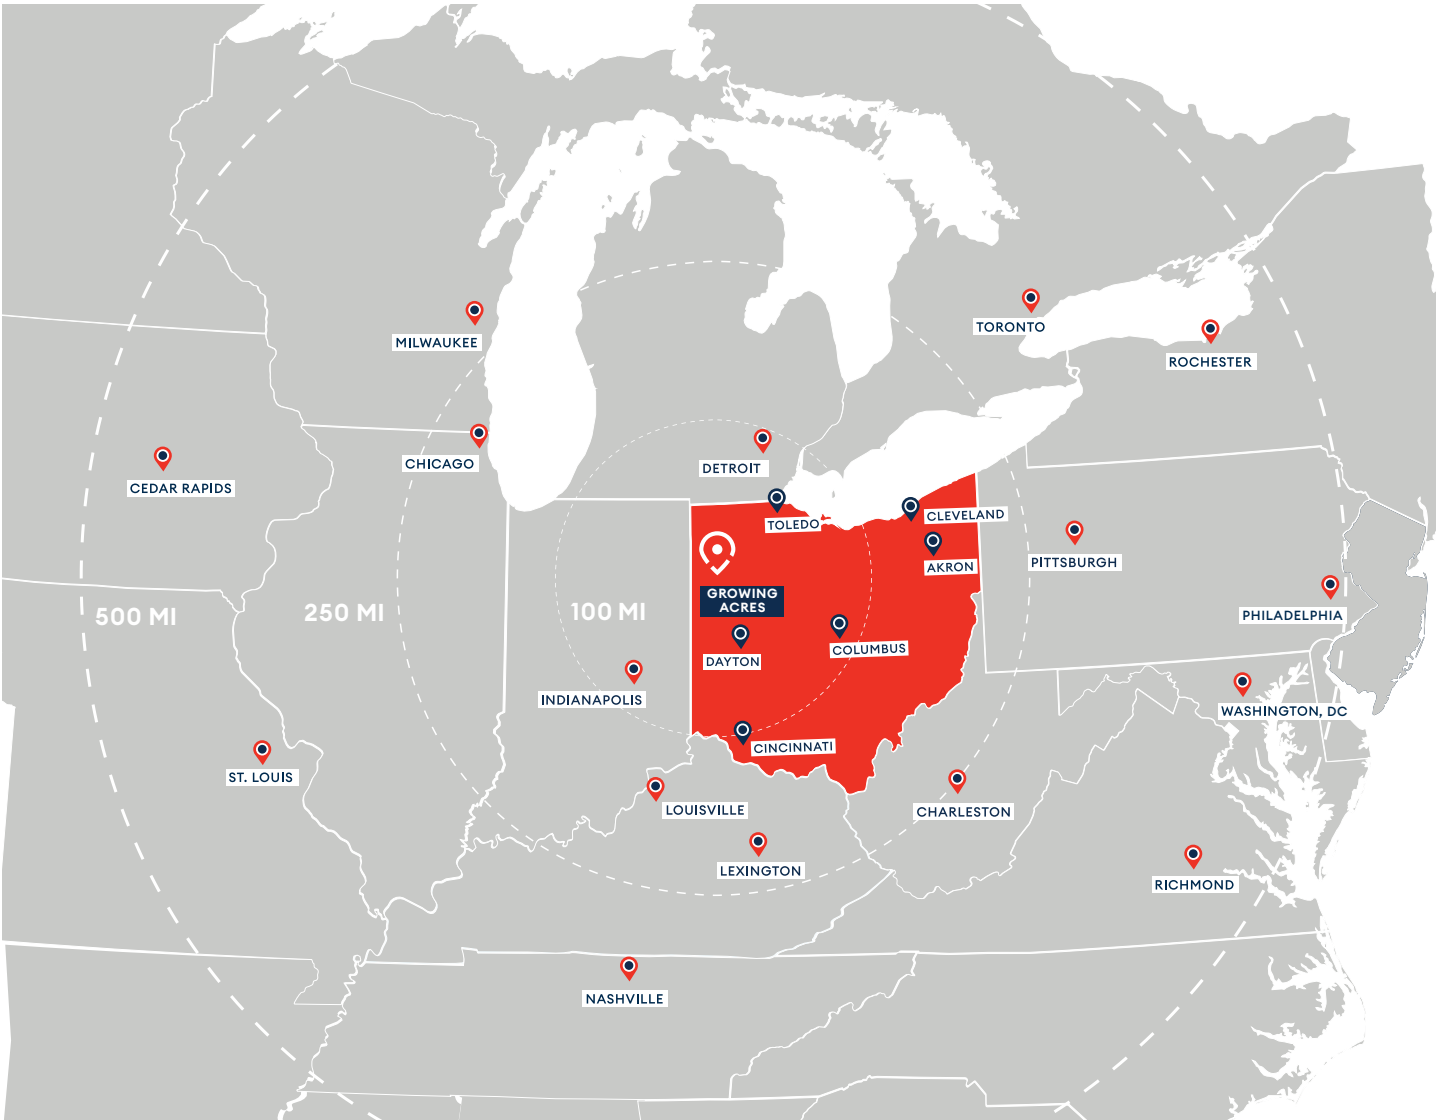 TORONTO
MILWAUKEE
ROCHESTER
CHICAGO
DETROIT
CEDAR RAPIDS
TOLEDO
CLEVELAND
AKRON
PITTSBURGH
GROWING
ACRES
500 MI
250 MI
100 MI
PHILADELPHIA
COLUMBUS
DAYTON
INDIANAPOLIS
WASHINGTON, DC
CINCINNATI
ST. LOUIS
LOUISVILLE
CHARLESTON
LEXINGTON
RICHMOND
NASHVILLE